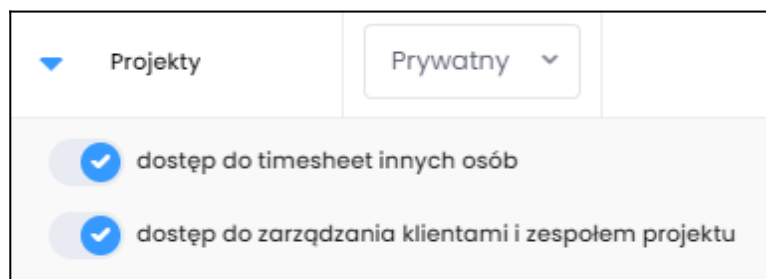 Projekty Prywatny
dostęp do timesheet innych osób
dostęp do zarządzania klientami i zespołem projektu